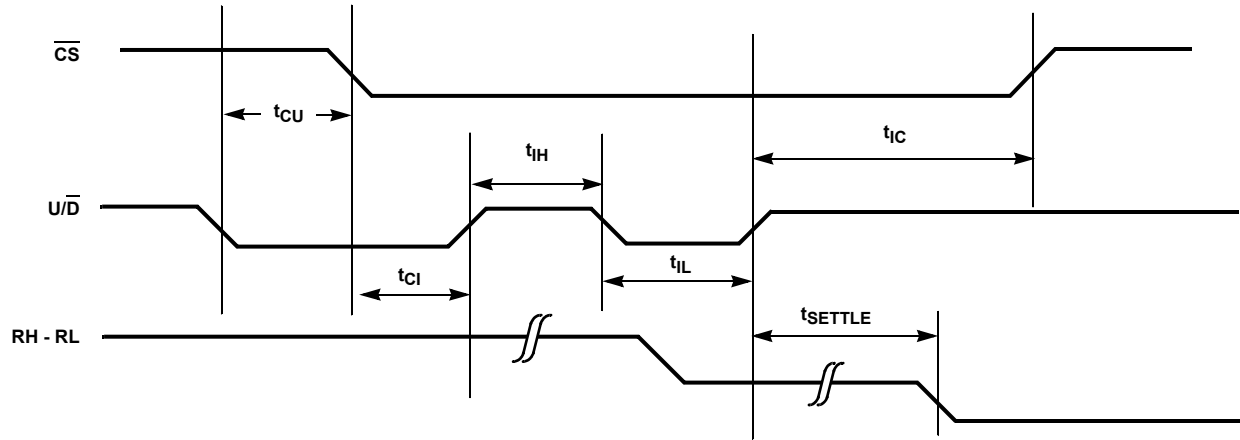 CS
tCU
tIH
tIC
U/D
tCI
tIL
RH - RL
tSETTLE